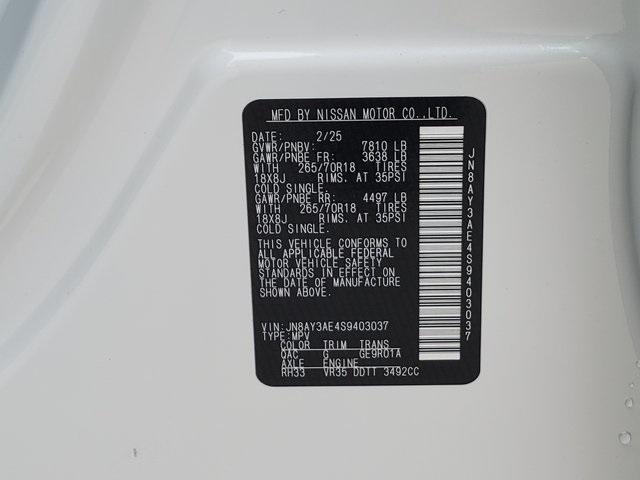 MFD BY NISSAN MOTOR CO.,LTD.
DATE: 2/25
GVWR/PNBV: 7810 LB
GAWR/PNBE FR: 3638 LB
WITH 265/70R18 TIRES
18X8J RIMS. AT 35PSI
COLD SINGLE.
GAWR/PNBE RR: 4497 LB
WITH 265/70R18 TIRES
18X8J RIMS. AT 35PSI
COLD SINGLE.
THIS VEHICLE CONFORMS TO
ALL APPLICABLE FEDERAL
MOTOR VEHICLE SAFETY
STANDARDS IN EFFECT ON
THE DATE OF MANUFACTURE
SHOWN ABOVE.
VIN:JN8AY3AE4S9403037
TYPE:MPV
COLOR TRIM TRANS
QAC G GE9R01A
AXLE ENGINE
RH33 VR35 DDTT 3492CC
JN8AY3AE4S9403037